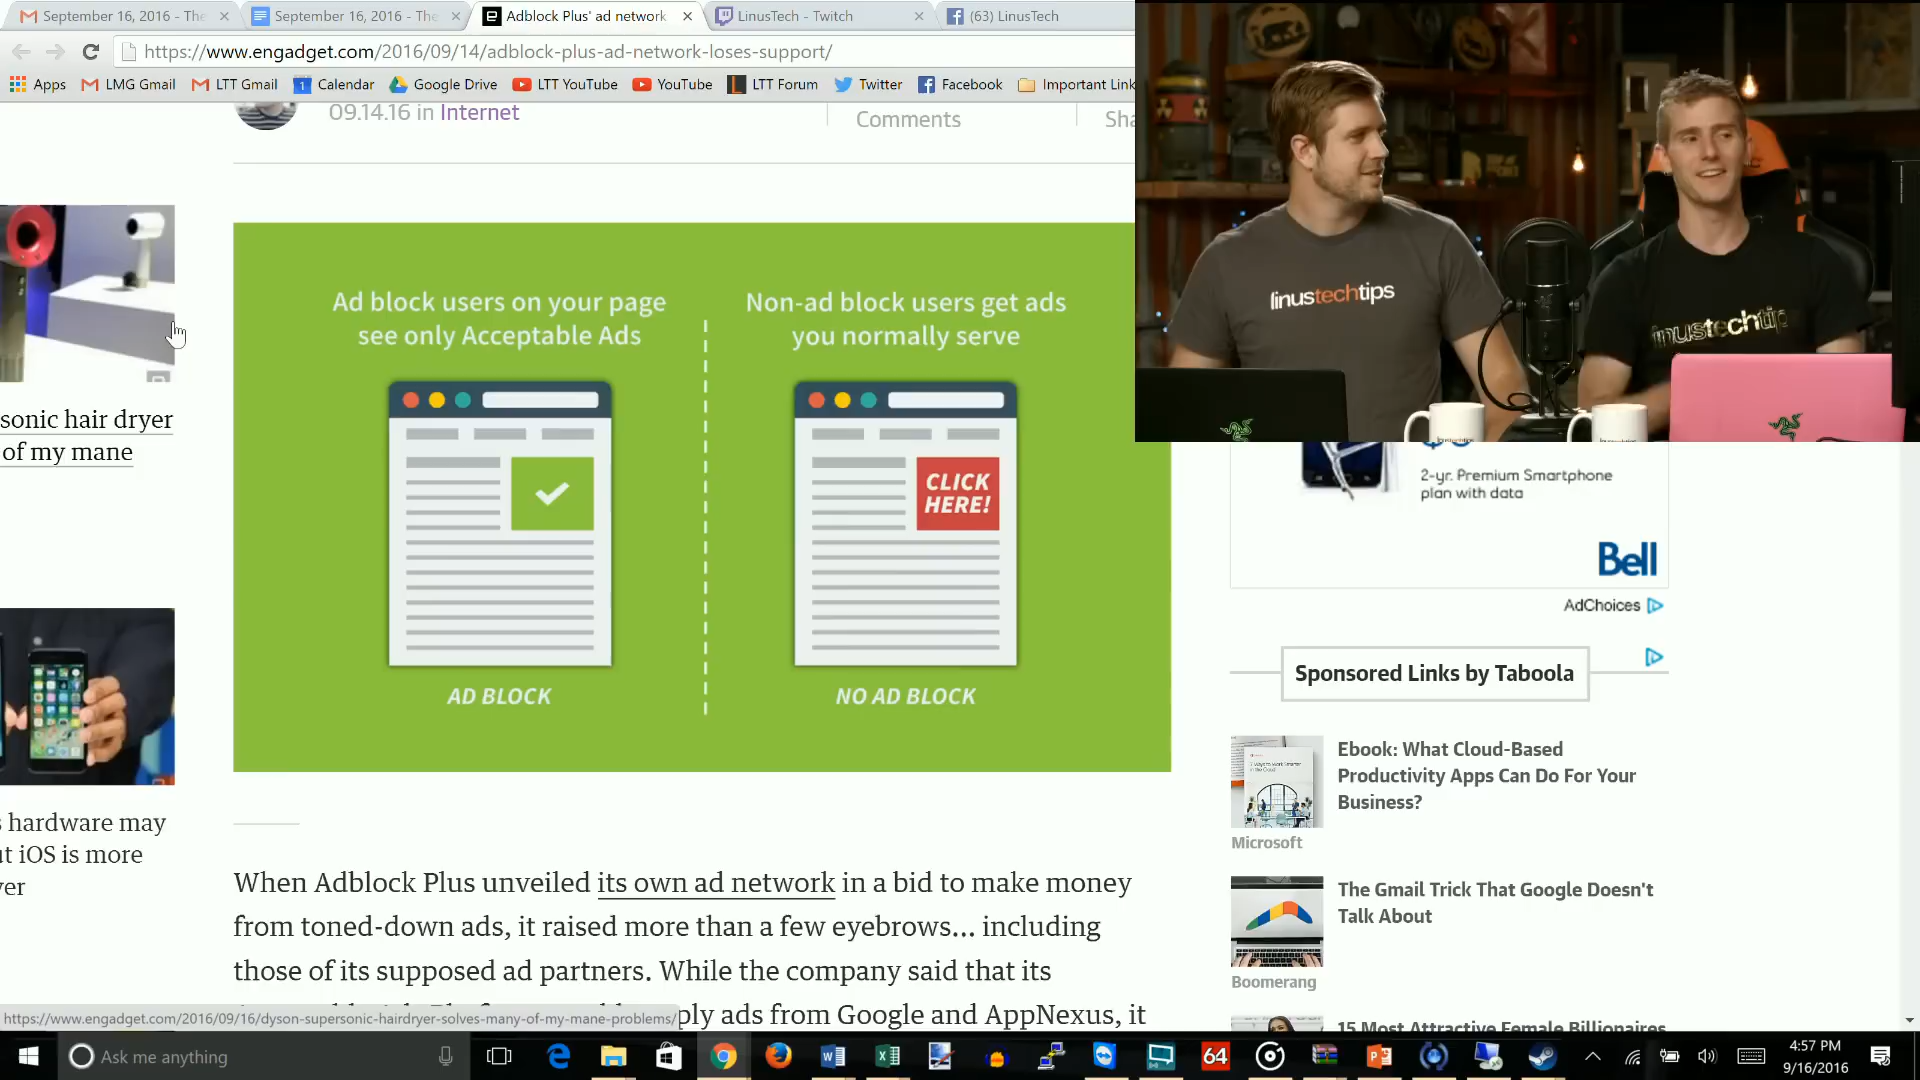 September 16, 2016 - The
September 16, 2016 - The
Adblock Plus' ad network
LinusTech - Twitch
(63) LinusTech
https://www.engadget.com/2016/09/14/adblock-plus-ad-network-loses-support/
Apps
LMG Gmail
LTT Gmail
Calendar
Google Drive
LTT YouTube
YouTube
LTT Forum
Twitter
Facebook
Important Link
09.14.16 in Internet
Comments
Sha
Ad block users on your page
see only Acceptable Ads
Non-ad block users get ads
you normally serve
CLICK
HERE!
AD BLOCK
NO AD BLOCK
linustechtips
linustechtip
sonic hair dryer
of my mane
hardware may
iOS is more
2-yr. Premium Smartphone
plan with data
Bell
AdChoices
Sponsored Links by Taboola
Ebook: What Cloud-Based
Productivity Apps Can Do For Your
Business?
Microsoft
The Gmail Trick That Google Doesn't
Talk About
Boomerang
15 Most Attractive Female Billionaires
When Adblock Plus unveiled its own ad network in a bid to make money
from toned-down ads, it raised more than a few eyebrows... including
those of its supposed ad partners. While the company said that its
ply ads from Google and AppNexus, it
https://www.engadget.com/2016/09/16/dyson-supersonic-hairdryer-solves-many-of-my-mane-problems/
Ask me anything
64
4:57 PM
9/16/2016